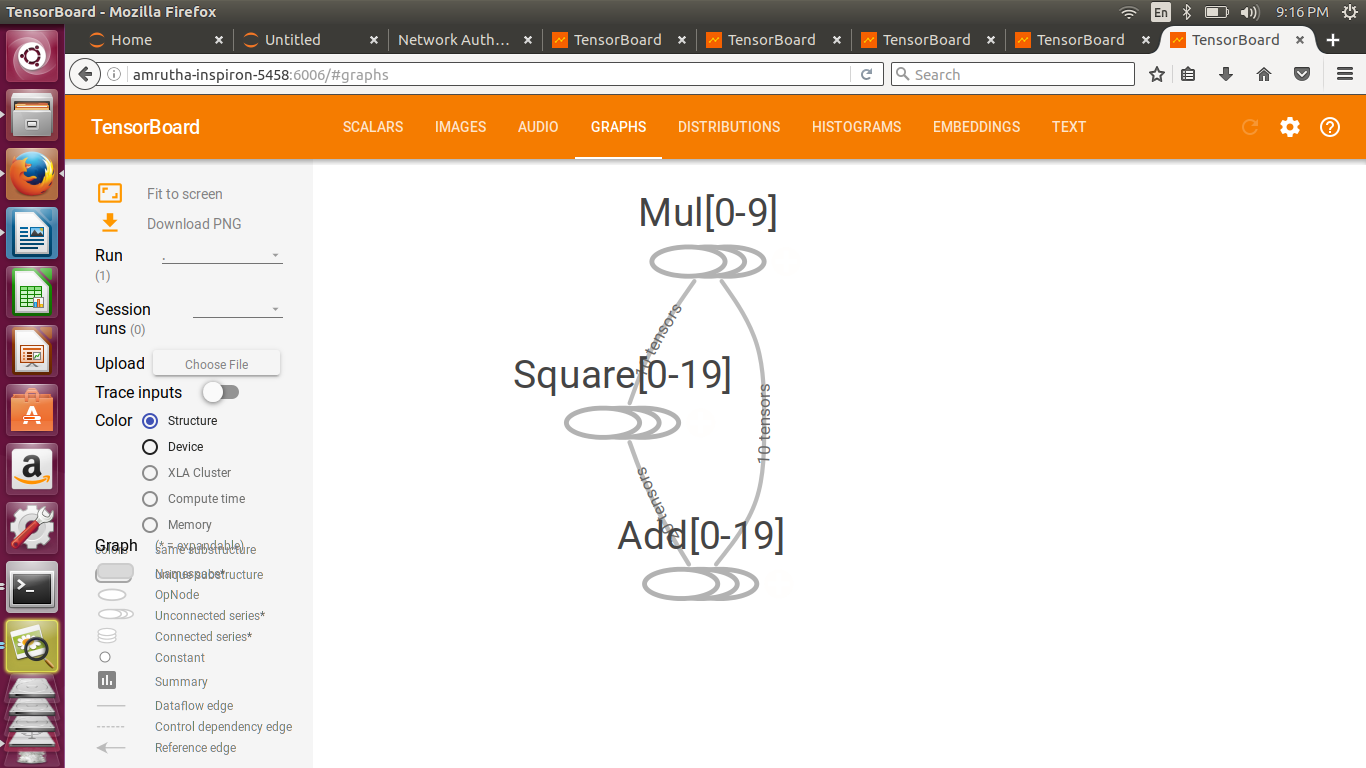 TensorBoard - Mozilla Firefox
En
9:16 PM
Home
Untitled
Network Auth...
TensorBoard
TensorBoard
TensorBoard
TensorBoard
TensorBoard
amrutha-inspiron-5458:6006/#graphs
Search
TensorBoard
SCALARS
IMAGES
AUDIO
GRAPHS
DISTRIBUTIONS
HISTOGRAMS
EMBEDDINGS
TEXT
Fit to screen
Download PNG
Run
(1)
.
Session
runs (0)
Upload
Choose File
Trace inputs
Color
Structure
Device
XLA Cluster
Compute time
Memory
Graph
(* = expandable)
colors
same substructure
Namespace*
unique substructure
OpNode
Unconnected series*
Connected series*
Constant
Summary
Dataflow edge
Control dependency edge
Reference edge
Mul[0-9]
10 tensors
Square[0-19]
10 tensors
tensors
Add[0-19]